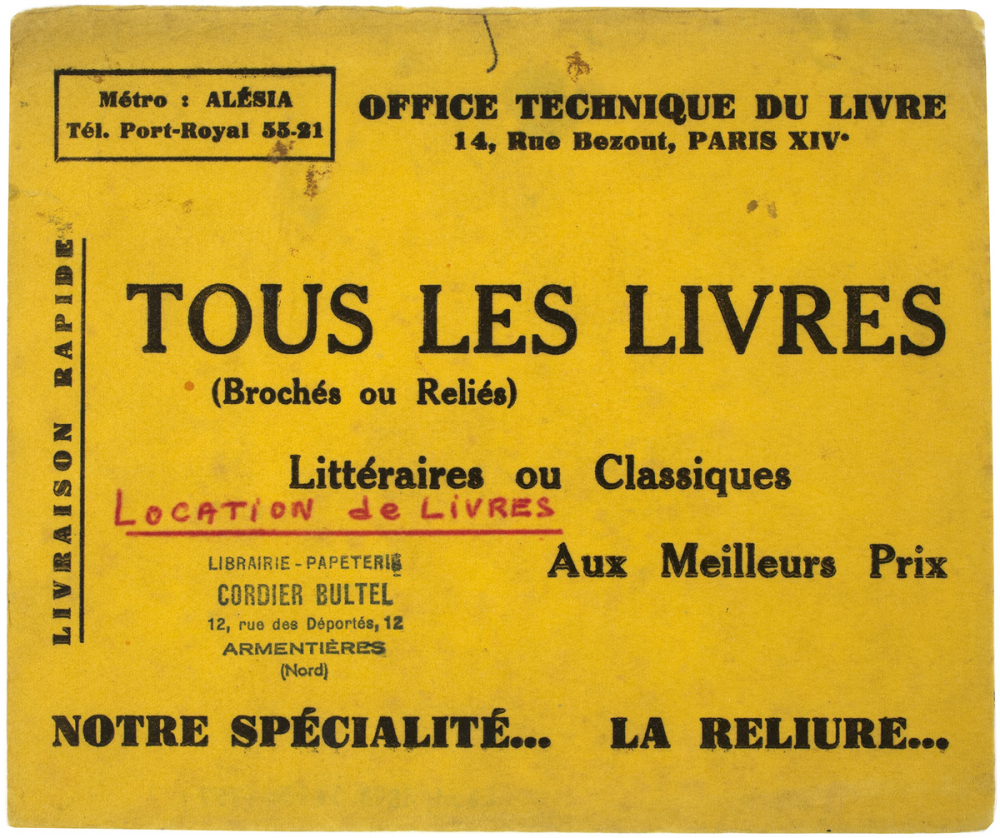 Métro : ALÉSIA
Tél. Port-Royal 55-21
OFFICE TECHNIQUE DU LIVRE
14, Rue Bezout, PARIS XIVe
LIVRAISON RAPIDE
TOUS LES LIVRES
(Brochés ou Reliés)
Littéraires ou Classiques
LOCATION de LiVRES
Aux Meilleurs Prix
LIBRAIRIE - PAPETERIE
CORDIER BULTEL
12, rue des Déportés, 12
ARMENTIÈRES
(Nord)
NOTRE SPÉCIALITÉ... LA RELIURE...